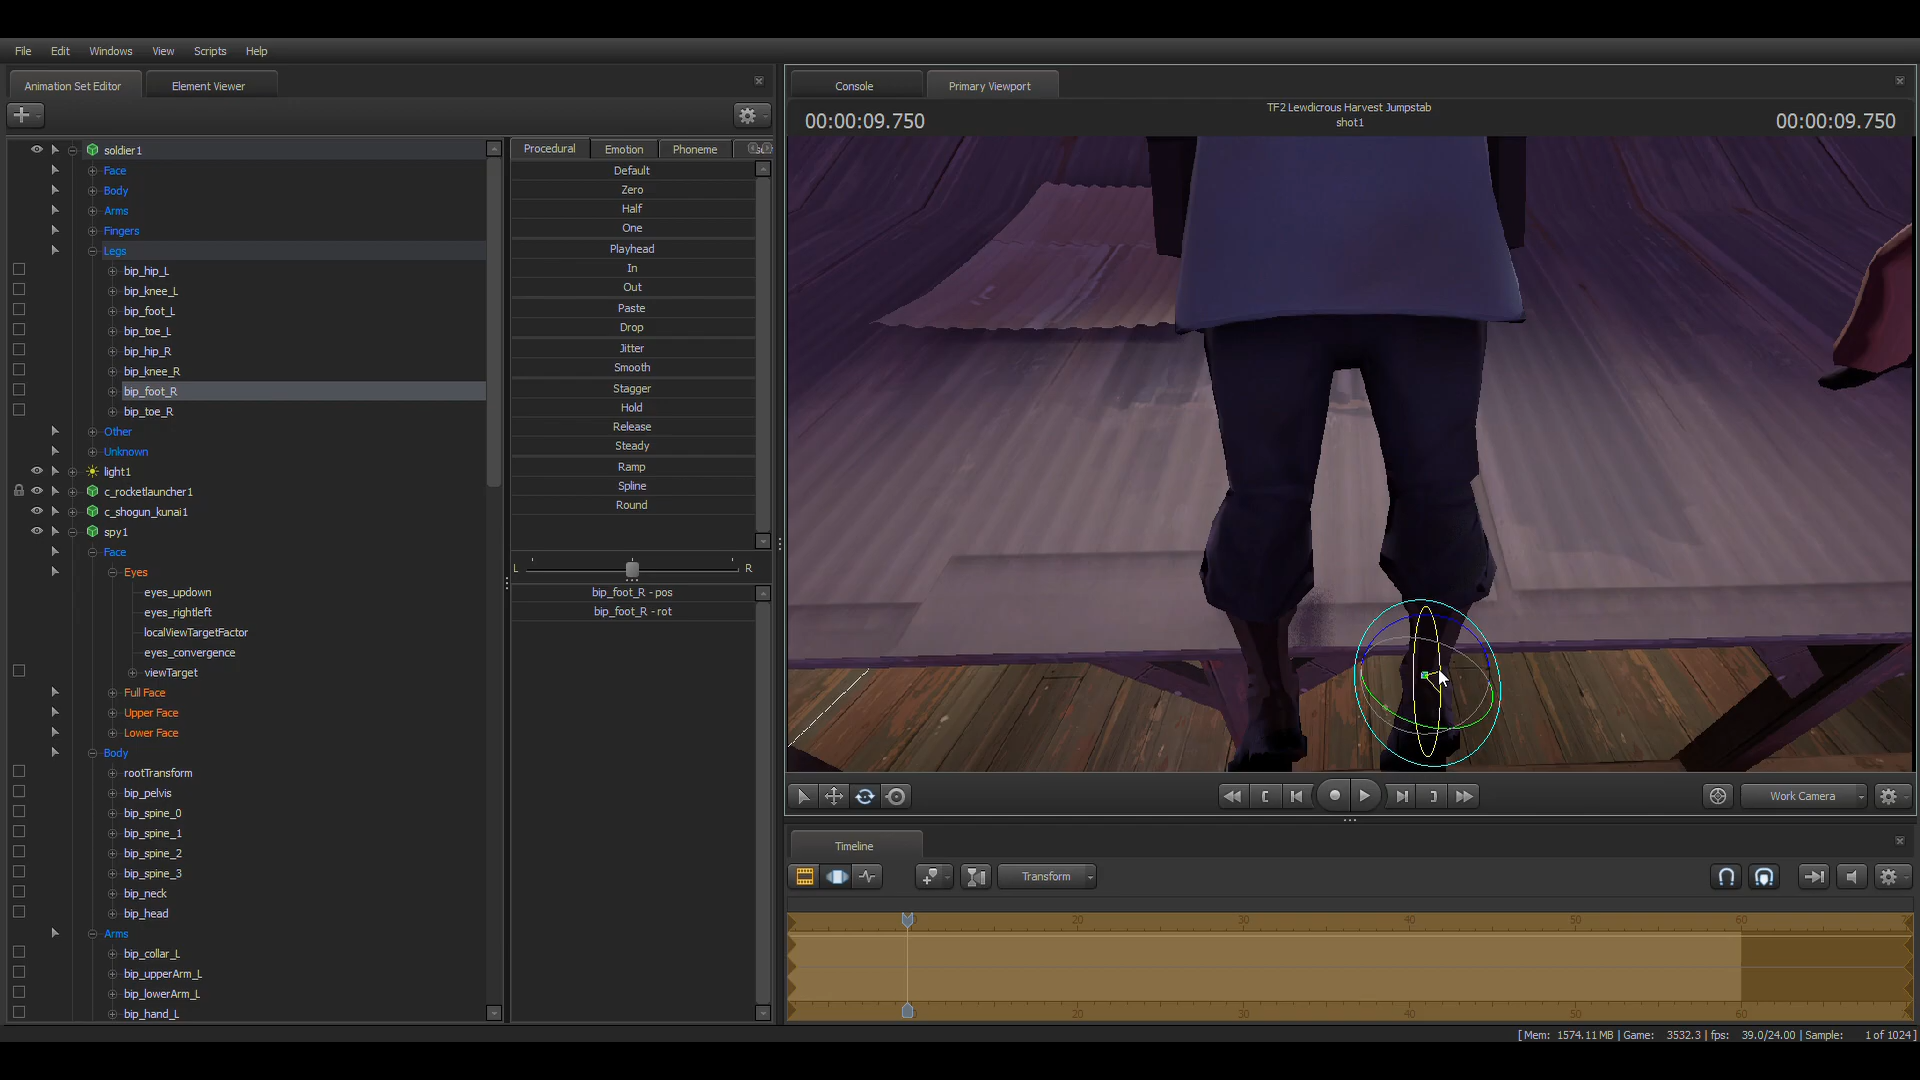 File Edit Windows View Scripts Help
Animation Set Editor Element Viewer
Console Primary Viewport
TF2 Lewdicrous Harvest Jumpstab
shot1
00:00:09.750
00:00:09.750
soldier1
Face
Body
Arms
Fingers
Legs
bip_hip_L
bip_knee_L
bip_foot_L
bip_toe_L
bip_hip_R
bip_knee_R
bip_foot_R
bip_toe_R
Other
Unknown
light1
c_rocketlauncher1
c_shogun_kunai1
spy1
Face
Eyes
eyes_updown
eyes_rightleft
localViewTargetFactor
eyes_convergence
viewTarget
Full Face
Upper Face
Lower Face
Body
rootTransform
bip_pelvis
bip_spine_0
bip_spine_1
bip_spine_2
bip_spine_3
bip_neck
bip_head
Arms
bip_collar_L
bip_upperArm_L
bip_lowerArm_L
bip_hand_L
Procedural Emotion Phoneme
Default
Zero
Half
One
Playhead
In
Out
Paste
Drop
Jitter
Smooth
Stagger
Hold
Release
Steady
Ramp
Spline
Round
L R
bip_foot_R - pos
bip_foot_R - rot
Work Camera
Timeline
Transform
20 30 40 50 60
20 30 40 50 60
[ Mem: 1574.11 MB | Game: 3532.3 | fps: 39.0/24.00 | Sample: 1 of 1024 ]